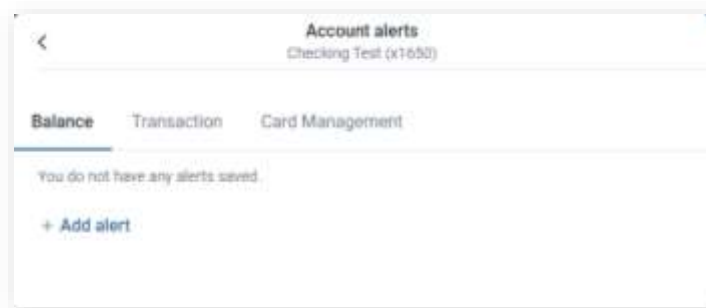 Account alerts
Checking Test (x1650)
Balance Transaction Card Management
You do not have any alerts saved.
+ Add alert